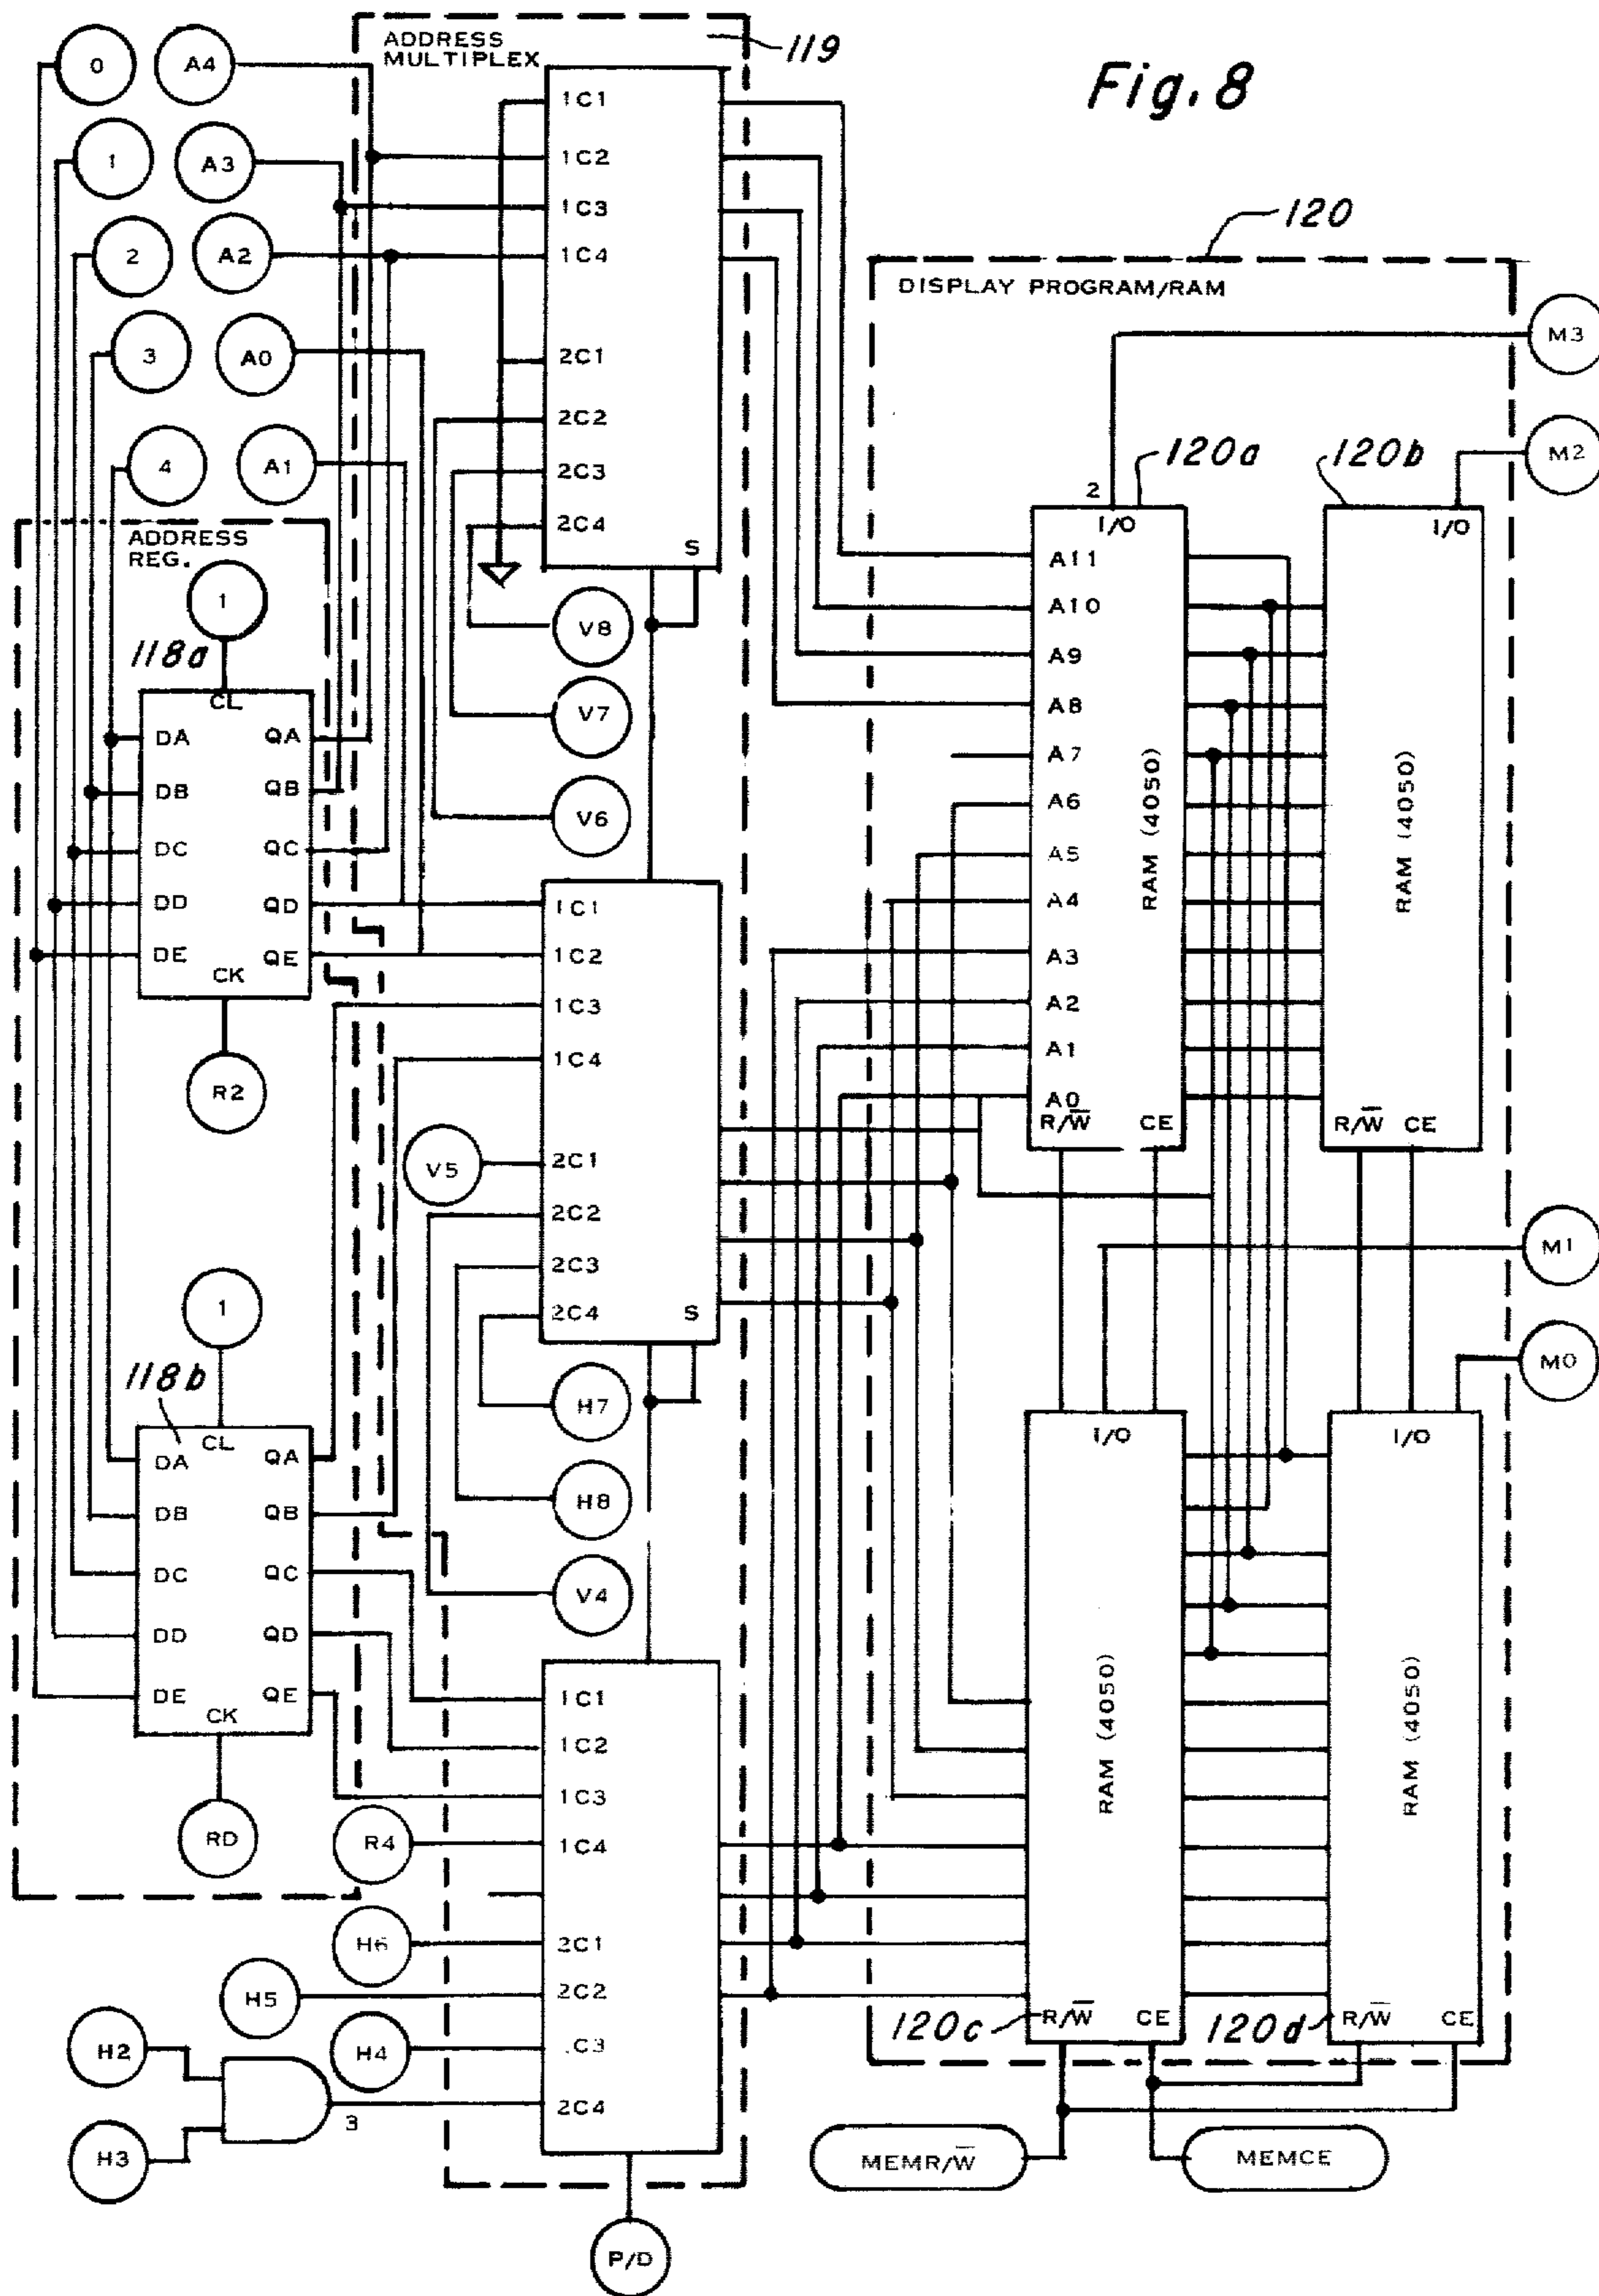 Fig. 8
0
A4
1
A3
2
A2
3
A0
4
A1
ADDRESS
MULTIPLEX
119
1C1
1C2
1C3
1C4
2C1
2C2
2C3
2C4
S
V8
V7
V6
ADDRESS
REG.
1
118a
CL
DA QA
DB QB
DC QC
DD QD
DE QE
CK
R2
1C1
1C2
1C3
1C4
V5
2C1
2C2
2C3
2C4
S
H7
H8
V4
1
118b
CL
DA QA
DB QB
DC QC
DD QD
DE QE
CK
RD
1C1
1C2
1C3
R4
1C4
H6
2C1
H5
2C2
H4
.C3
2C4
H2
H3
3
P/D
120
DISPLAY PROGRAM/RAM
M3
M2
120a
120b
2
I/O
I/O
A11
A10
A9
A8
A7
A6
A5
A4
A3
A2
A1
A0
R/W̅ CE
RAM (4050)
RAM (4050)
R/W̅ CE
M1
M0
I/O
I/O
RAM (4050)
RAM (4050)
120c
R/W̅ CE
120d
R/W̅ CE
MEMR/W̅
MEMCE